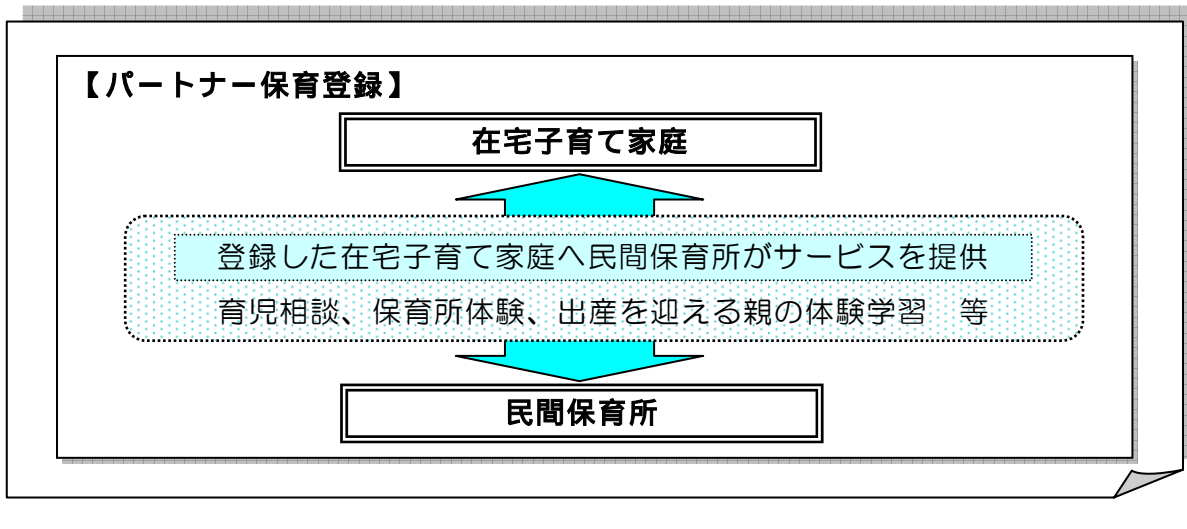 【パートナー保育登録】
在宅子育て家庭
登録した在宅子育て家庭へ民間保育所がサービスを提供
育児相談、保育所体験、出産を迎える親の体験学習　等
民間保育所